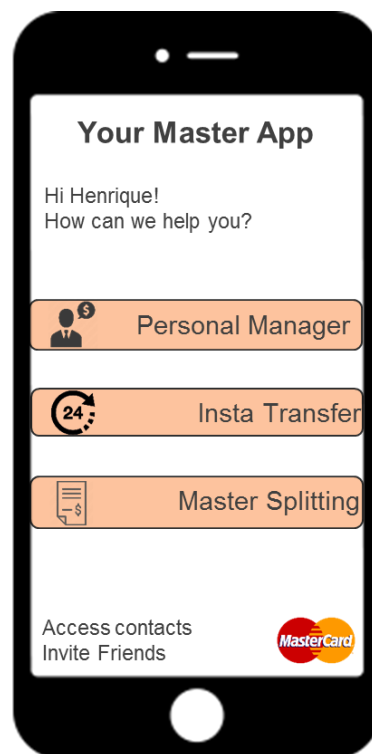 Your Master App
Hi Henrique!
How can we help you?
$
Personal Manager
24
Insta Transfer
$
Master Splitting
Access contacts
Invite Friends
MasterCard